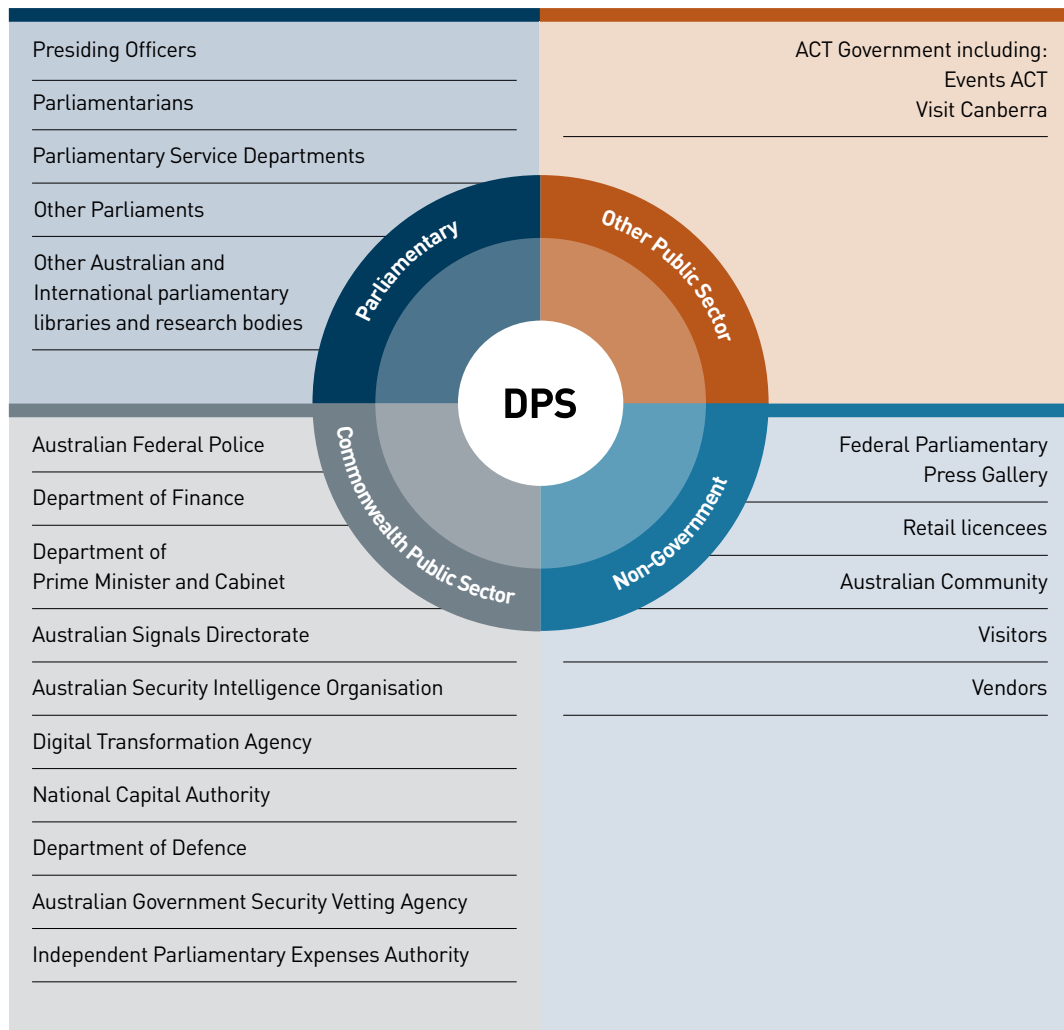 Presiding Officers
Parliamentarians
Parliamentary Service Departments
Other Parliaments
Other Australian and
International parliamentary
libraries and research bodies
ACT Government including:
Events ACT
Visit Canberra
Parliamentary
Other Public Sector
DPS
Commonwealth Public Sector
Non-Government
Australian Federal Police
Department of Finance
Department of
Prime Minister and Cabinet
Australian Signals Directorate
Australian Security Intelligence Organisation
Digital Transformation Agency
National Capital Authority
Department of Defence
Australian Government Security Vetting Agency
Independent Parliamentary Expenses Authority
Federal Parliamentary
Press Gallery
Retail licencees
Australian Community
Visitors
Vendors